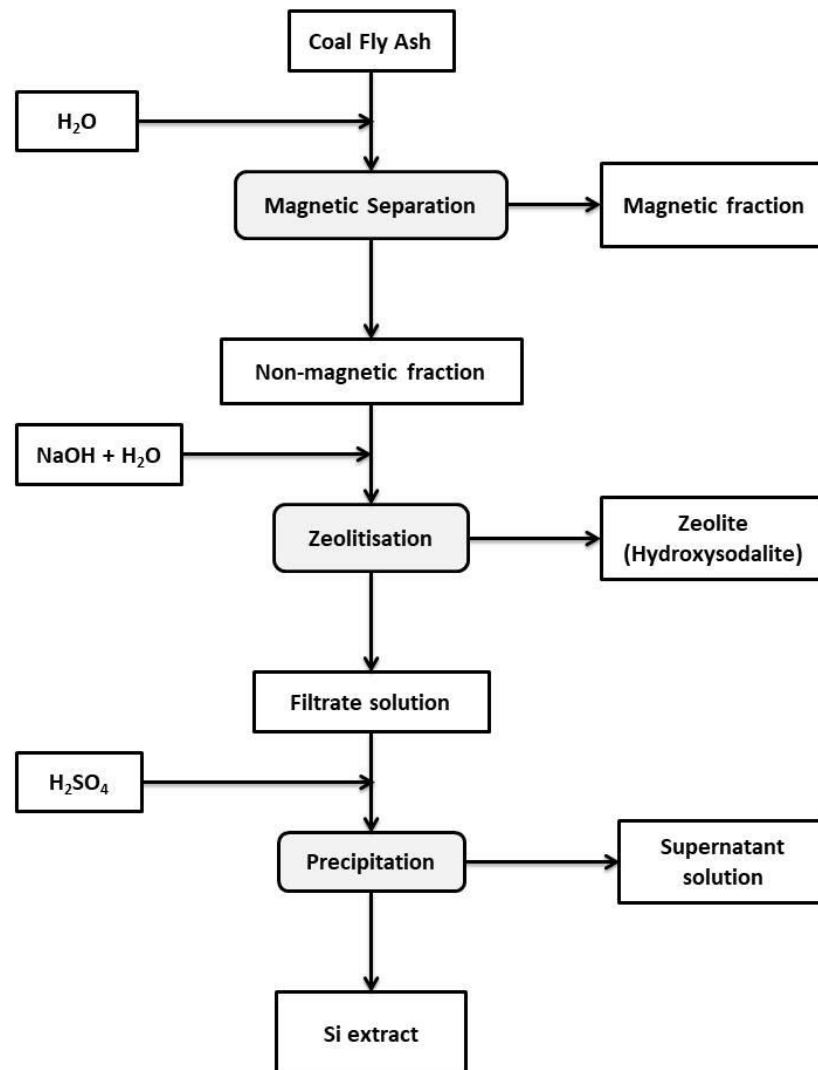 Coal Fly Ash
H₂O
Magnetic Separation
Magnetic fraction
Non-magnetic fraction
NaOH + H₂O
Zeolitisation
Zeolite
(Hydroxysodalite)
Filtrate solution
H₂SO₄
Precipitation
Supernatant
solution
Si extract